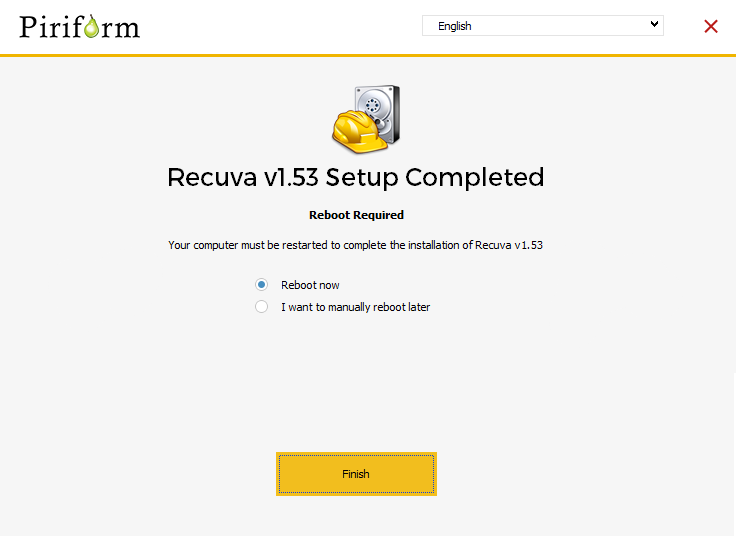 Piriform
English
Recuva v1.53 Setup Completed
Reboot Required
Your computer must be restarted to complete the installation of Recuva v1.53
Reboot now
I want to manually reboot later
Finish